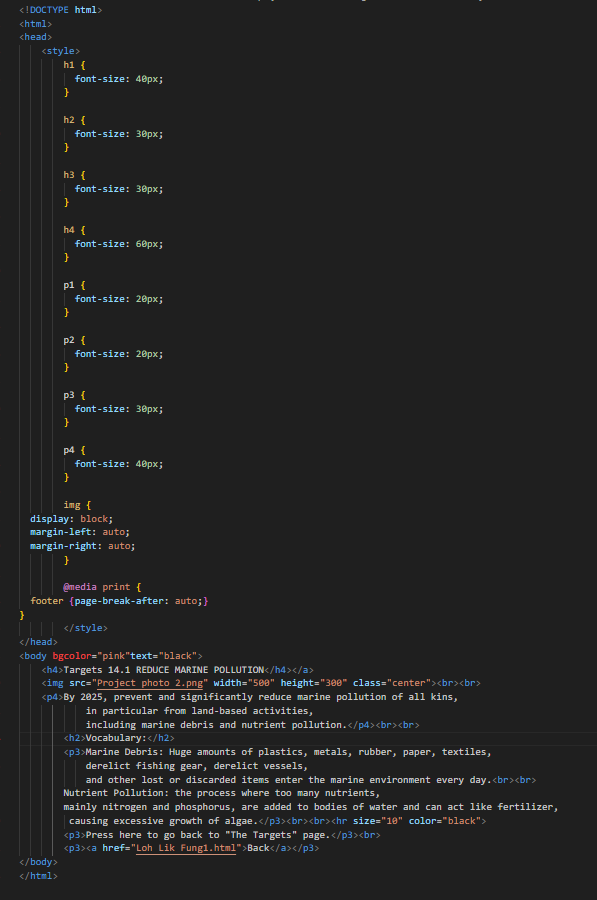 <!DOCTYPE html>
<html>
<head>
<style>
h1 {
font-size: 40px;
}
h2 {
font-size: 30px;
}
h3 {
font-size: 30px;
}
h4 {
font-size: 60px;
}
p1 {
font-size: 20px;
}
p2 {
font-size: 20px;
}
p3 {
font-size: 30px;
}
p4 {
font-size: 40px;
}
img {
display: block;
margin-left: auto;
margin-right: auto;
}
@media print {
footer {page-break-after: auto;}
}
</style>
</head>
<body bgcolor="pink"text="black">
<h4>Targets 14.1 REDUCE MARINE POLLUTION</h4></a>
<img src="Project photo 2.png" width="500" height="300" class="center"><br><br>
<p4>By 2025, prevent and significantly reduce marine pollution of all kins,
in particular from land-based activities,
including marine debris and nutrient pollution.</p4><br><br>
<h2>Vocabulary:</h2>
<p3>Marine Debris: Huge amounts of plastics, metals, rubber, paper, textiles,
derelict fishing gear, derelict vessels,
and other lost or discarded items enter the marine environment every day.<br><br>
Nutrient Pollution: the process where too many nutrients,
mainly nitrogen and phosphorus, are added to bodies of water and can act like fertilizer,
causing excessive growth of algae.</p3><br><br><br><hr size="10" color="black">
<p3>Press here to go back to "The Targets" page.</p3><br>
<p3><a href="Loh Lik Fung1.html">Back</a></p3>
</body>
</html>